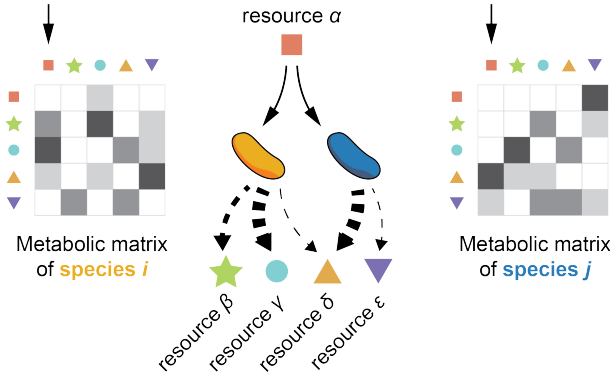 resource α
Metabolic matrix
of species i
Metabolic matrix
of species j
resource β
resource γ
resource δ
resource ε